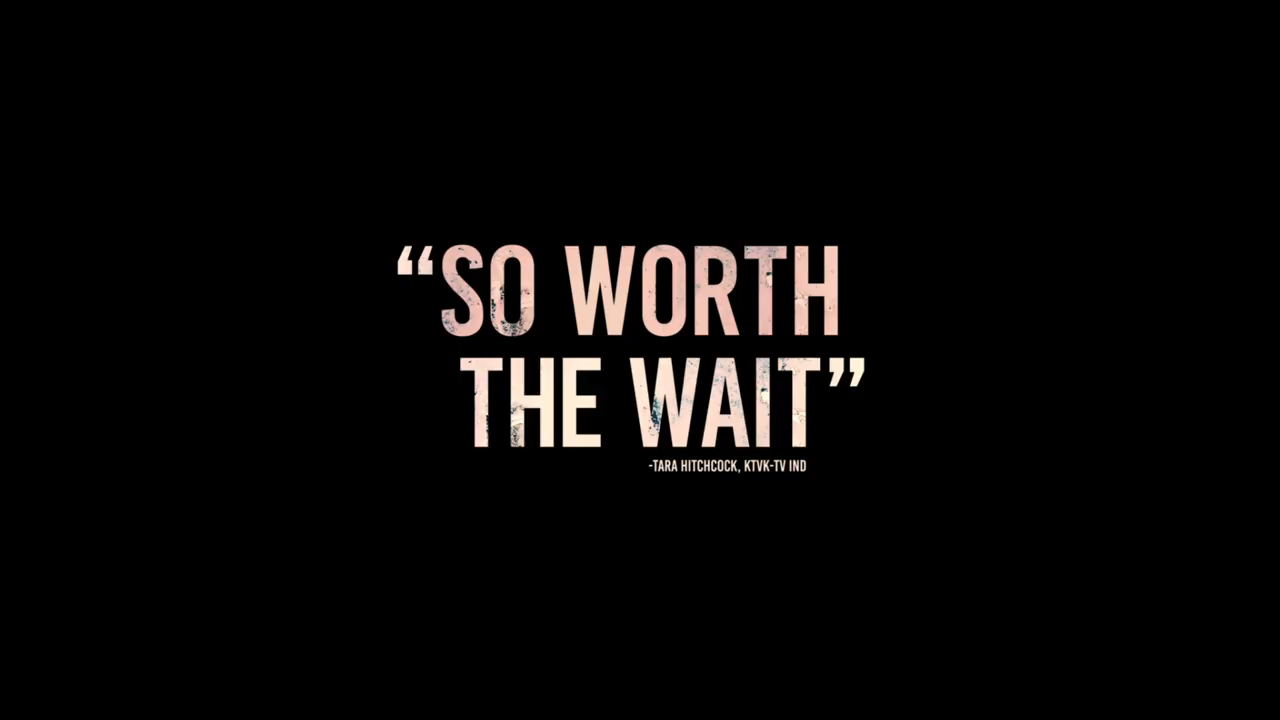 “SO WORTH
THE WAIT”
-TARA HITCHCOCK, KTVK-TV IND